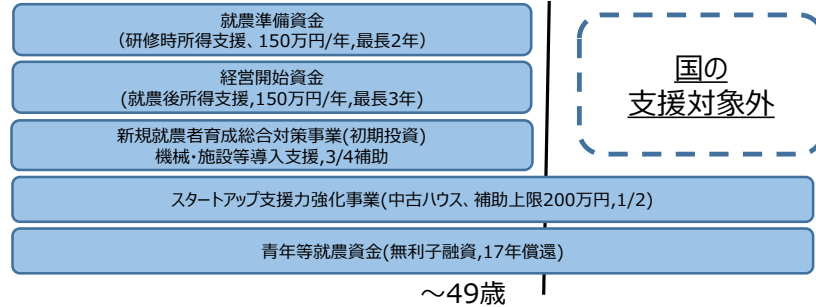 就農準備資金
（研修時所得支援、150万円/年,最長2年）
経営開始資金
(就農後所得支援,150万円/年,最長3年)
新規就農者育成総合対策事業(初期投資)
機械・施設等導入支援,3/4補助
スタートアップ支援力強化事業(中古ハウス、補助上限200万円,1/2)
青年等就農資金(無利子融資,17年償還)
国の
支援対象外
～49歳